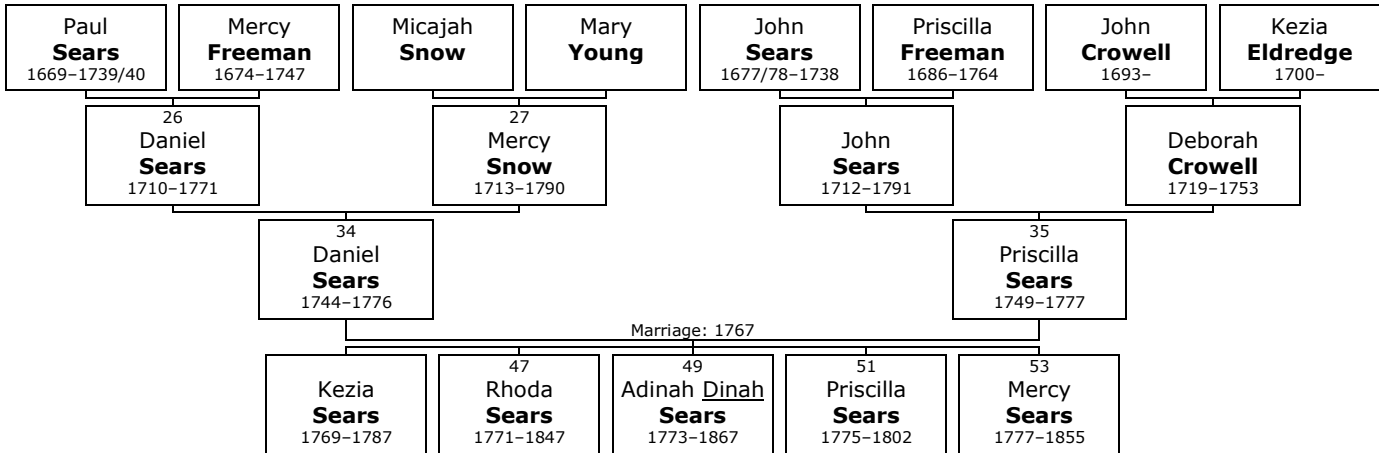 Paul
Sears
1669–1739/40
Mercy
Freeman
1674–1747
Micajah
Snow
Mary
Young
John
Sears
1677/78–1738
Priscilla
Freeman
1686–1764
John
Crowell
1693–
Kezia
Eldredge
1700–
26
Daniel
Sears
1710–1771
27
Mercy
Snow
1713–1790
John
Sears
1712–1791
Deborah
Crowell
1719–1753
34
Daniel
Sears
1744–1776
35
Priscilla
Sears
1749–1777
Marriage: 1767
Kezia
Sears
1769–1787
47
Rhoda
Sears
1771–1847
49
Adinah Dinah
Sears
1773–1867
51
Priscilla
Sears
1775–1802
53
Mercy
Sears
1777–1855